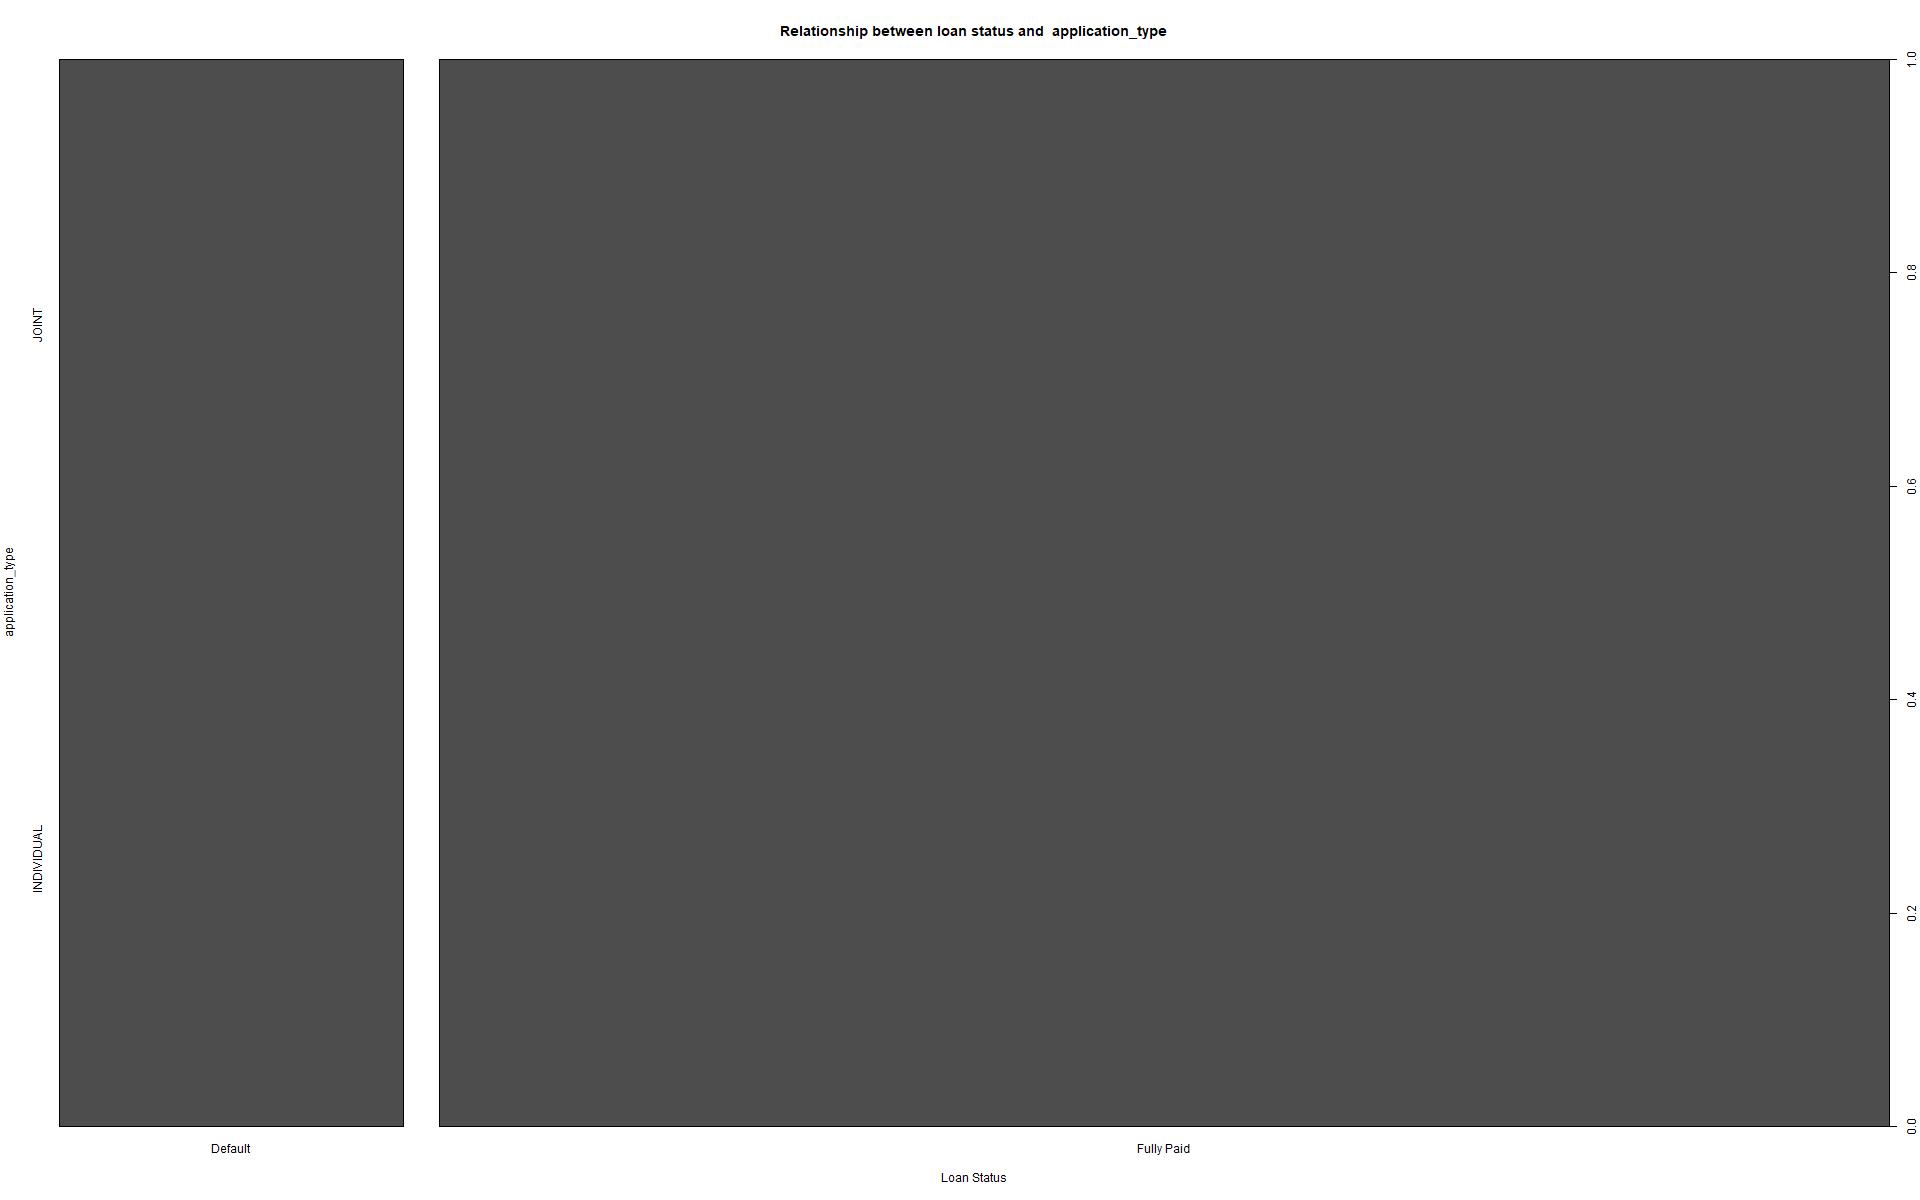 Relationship between loan status and  application_type
application_type
JOINT
INDIVIDUAL
1.0
0.8
0.6
0.4
0.2
0.0
Default
Fully Paid
Loan Status